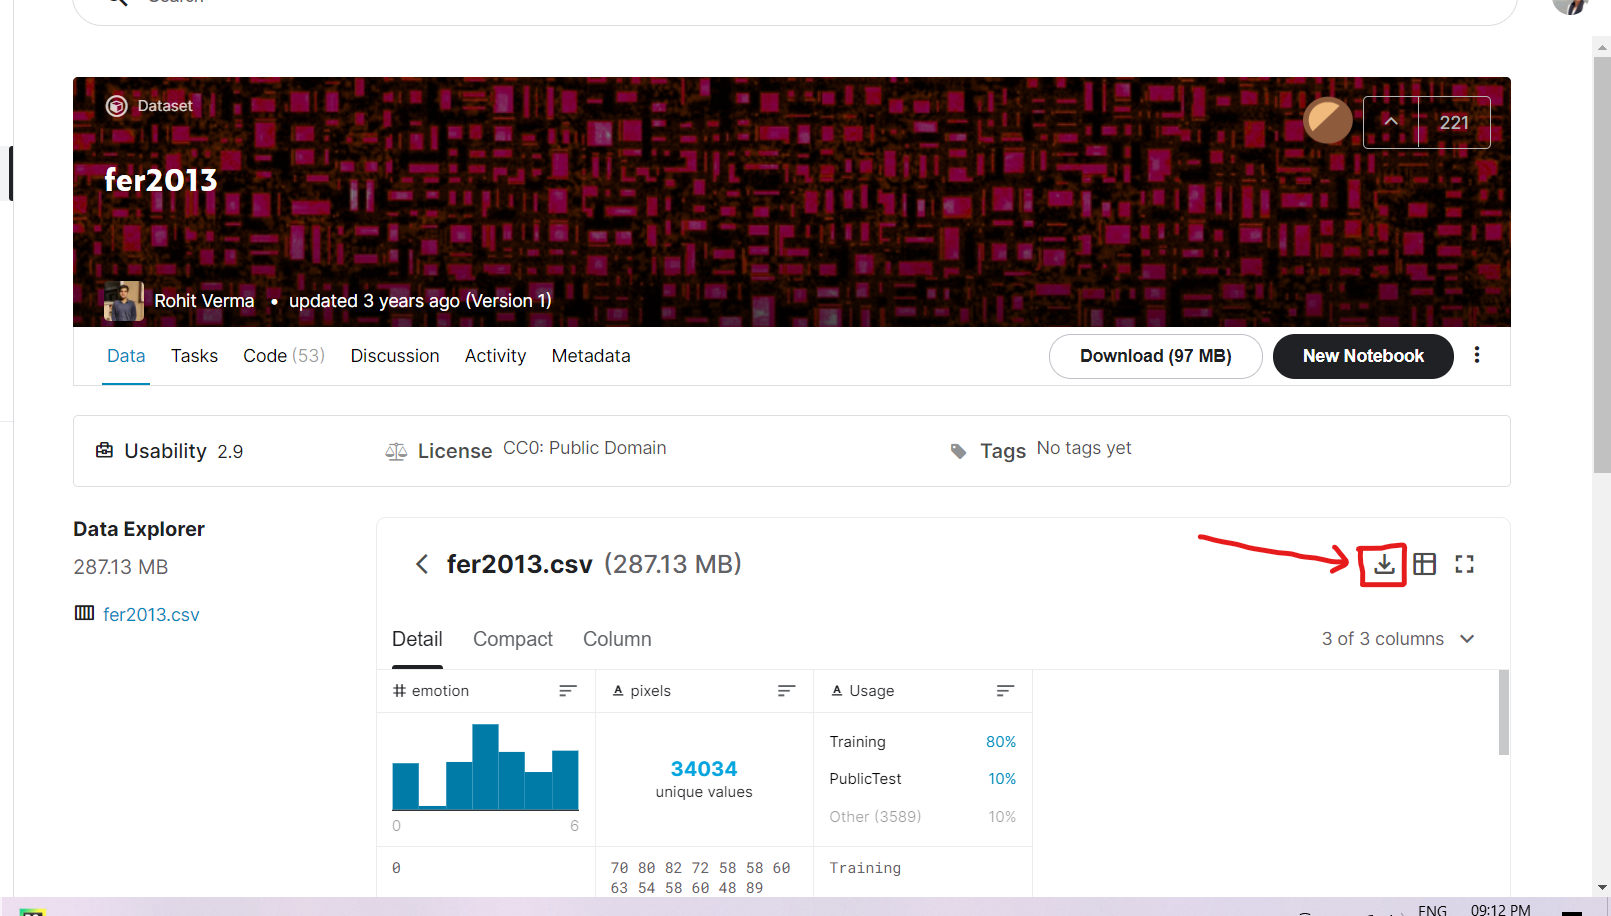 Search
Dataset
221
fer2013
Rohit Verma • updated 3 years ago (Version 1)
Data Tasks Code (53) Discussion Activity Metadata Download (97 MB) New Notebook
Usability 2.9 License CC0: Public Domain Tags No tags yet
Data Explorer
287.13 MB
fer2013.csv
fer2013.csv (287.13 MB)
Detail Compact Column 3 of 3 columns
# emotion A pixels A Usage
Training 80%
34034
unique values
PublicTest 10%
Other (3589) 10%
0 6
0 70 80 82 72 58 58 60 Training
63 54 58 60 48 89
ENG 09:12 PM